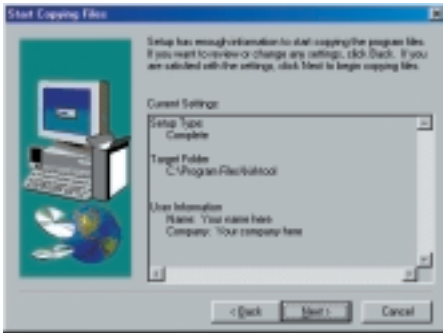 Start Copying Files
Setup has enough information to start copying the program files.
If you want to review or change any settings, click Back. If you
are satisfied with the settings, click Next to begin copying files.
Current Settings:
Setup Type:
Complete
Target Folder
C:\Program Files\
User Information
Name: Your name here
Company: Your company here
< Back
Next >
Cancel